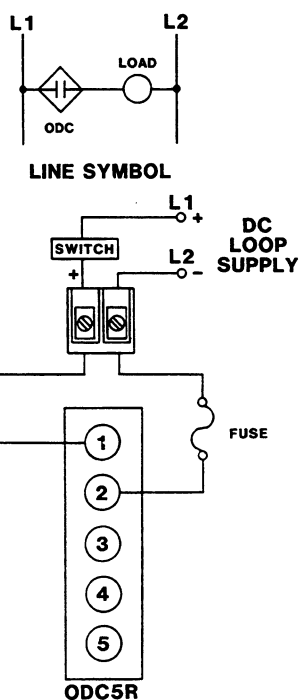 L1 L2
LOAD
ODC
LINE SYMBOL
L1
+
SWITCH
L2
+
-
DC
LOOP
SUPPLY
FUSE
1
2
3
4
5
ODC5R